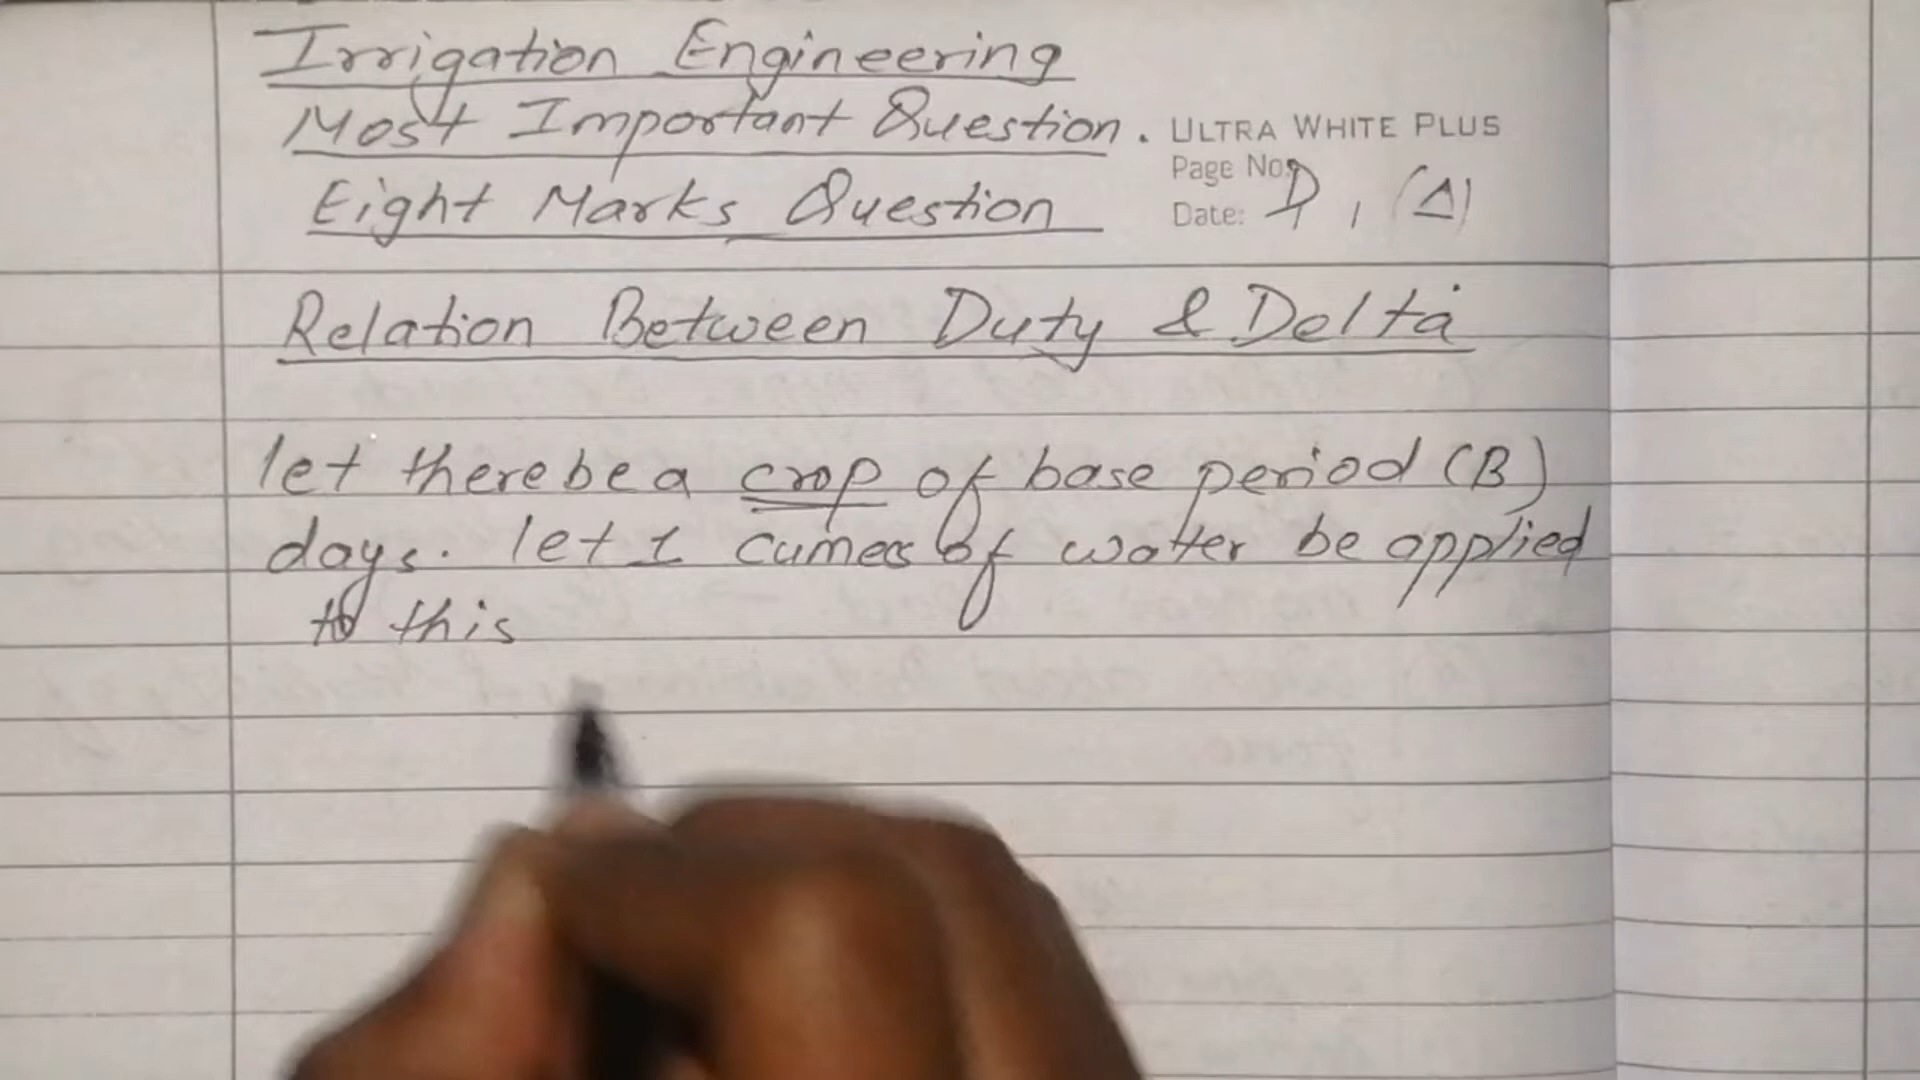 Irrigation Engineering
Most Important Question.
ULTRA WHITE PLUS
Page No:
Eight Marks Question
Date: D, (Δ)
Relation Between Duty & Delta
let there be a crop of base period (B)
days. let 1 cumecs of water be applied
to this